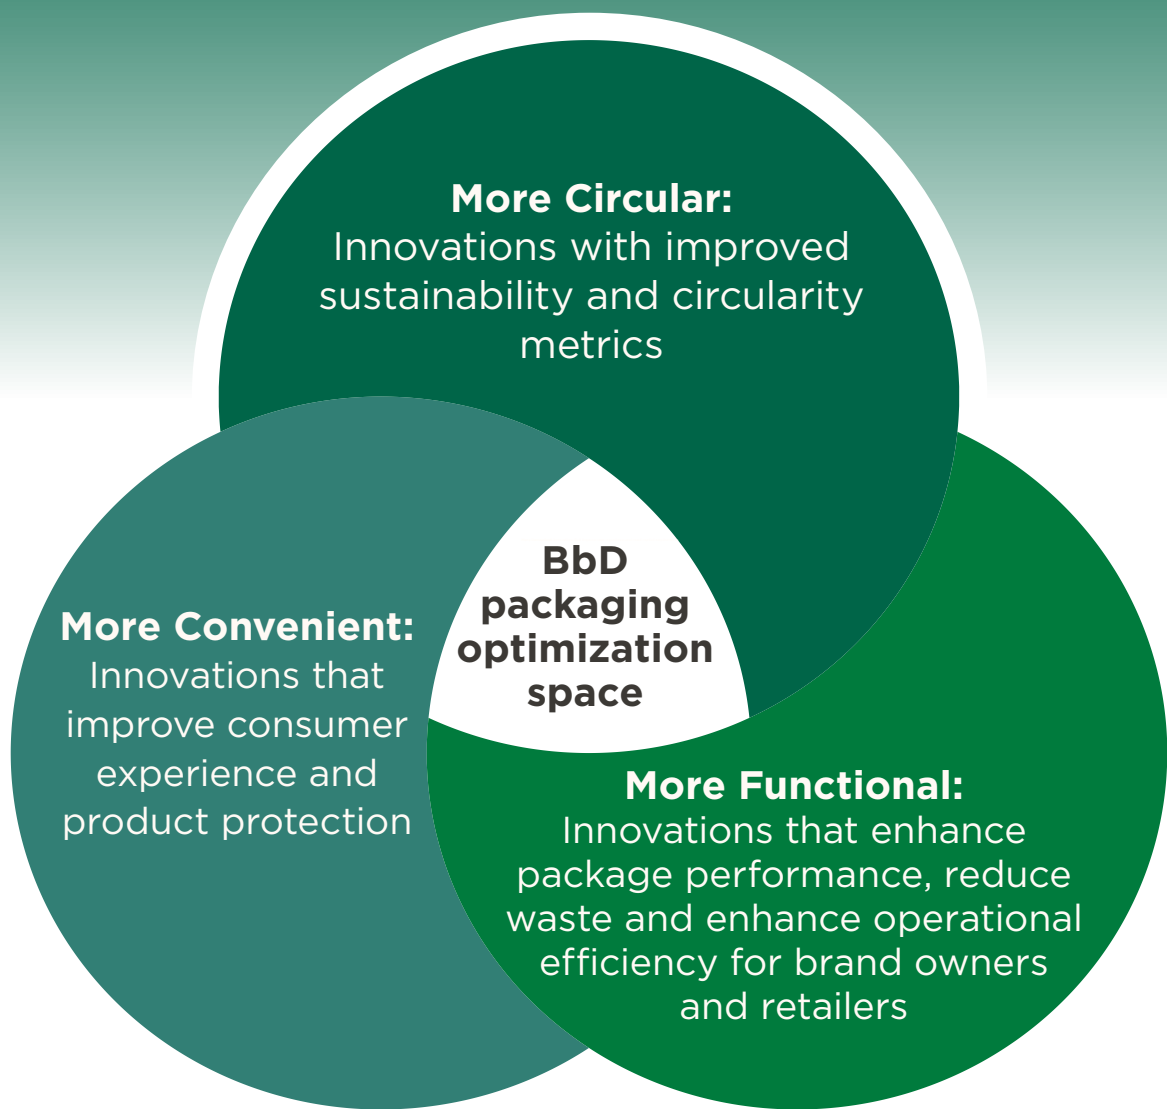 More Circular:
Innovations with improved
sustainability and circularity
metrics
BbD
packaging
optimization
space
More Convenient:
Innovations that
improve consumer
experience and
product protection
More Functional:
Innovations that enhance
package performance, reduce
waste and enhance operational
efficiency for brand owners
and retailers